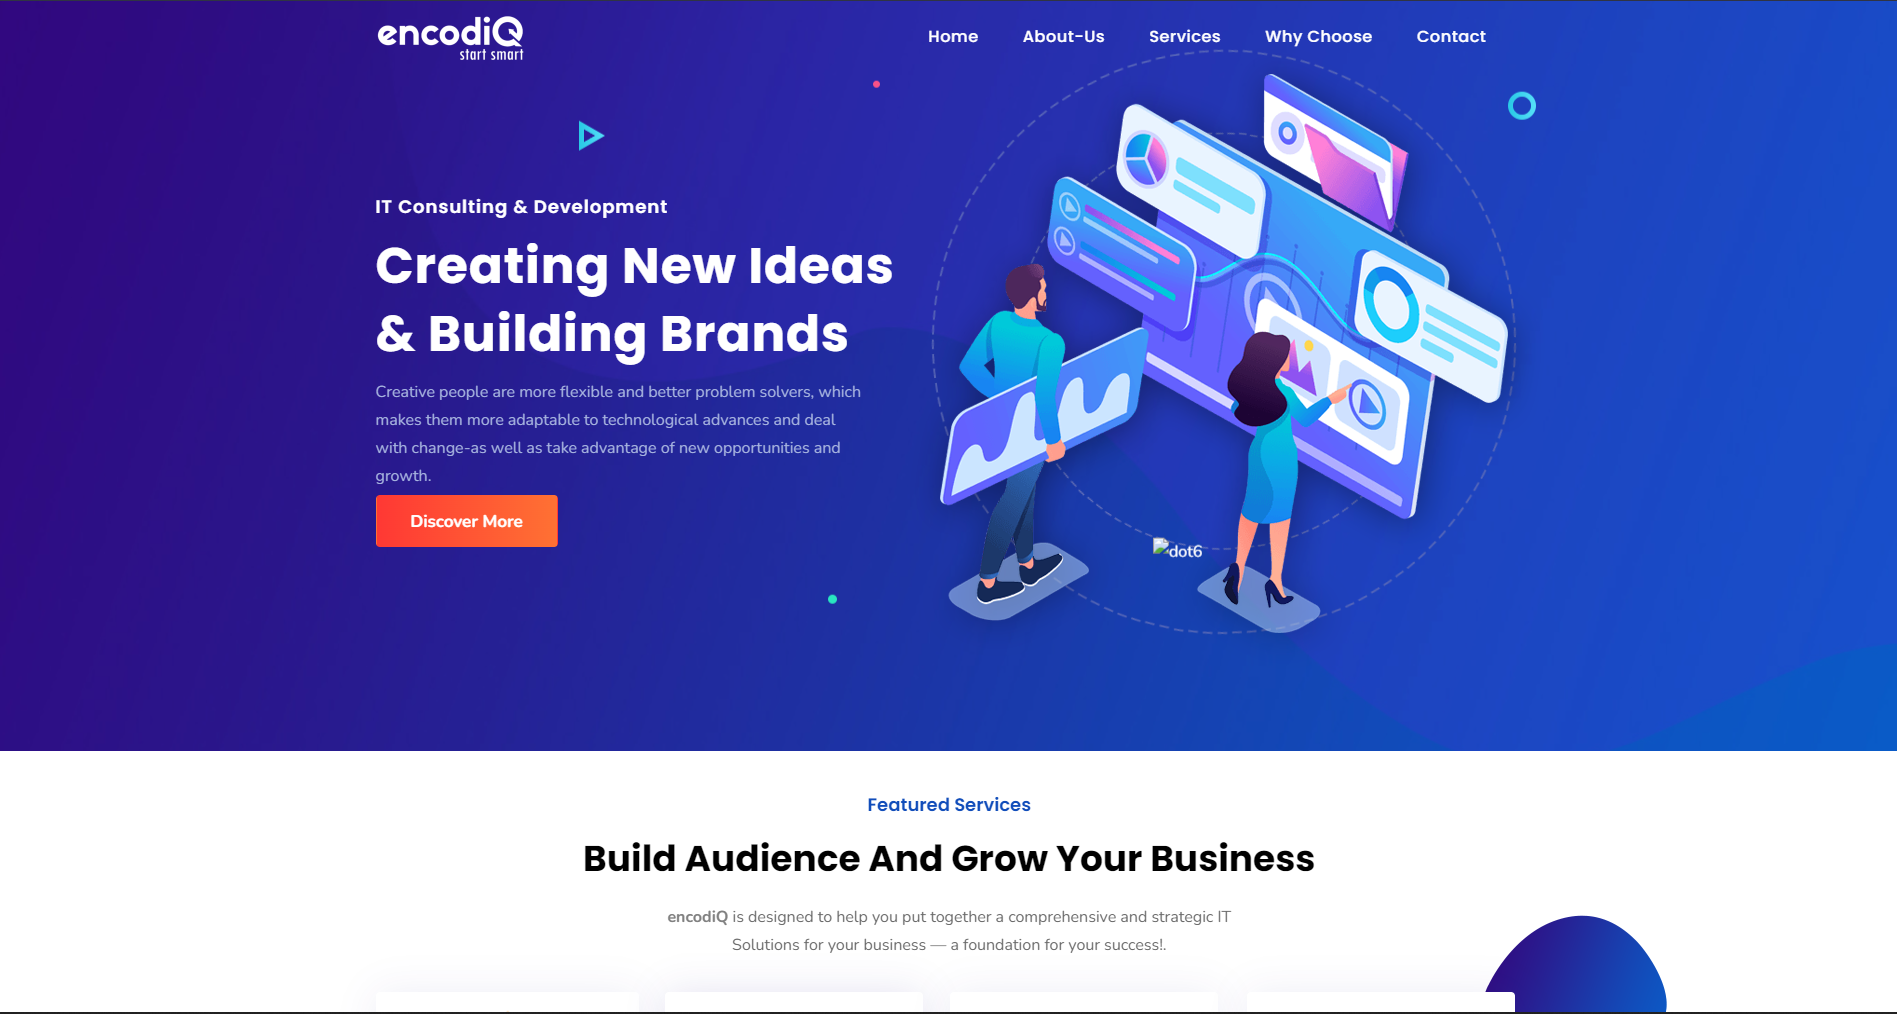 encodiQ
start smart
Home
About-Us
Services
Why Choose
Contact
IT Consulting & Development
Creating New Ideas
& Building Brands
Creative people are more flexible and better problem solvers, which
makes them more adaptable to technological advances and deal
with change-as well as take advantage of new opportunities and
growth.
Discover More
dot6
Featured Services
Build Audience And Grow Your Business
encodiQ is designed to help you put together a comprehensive and strategic IT
Solutions for your business — a foundation for your success!.